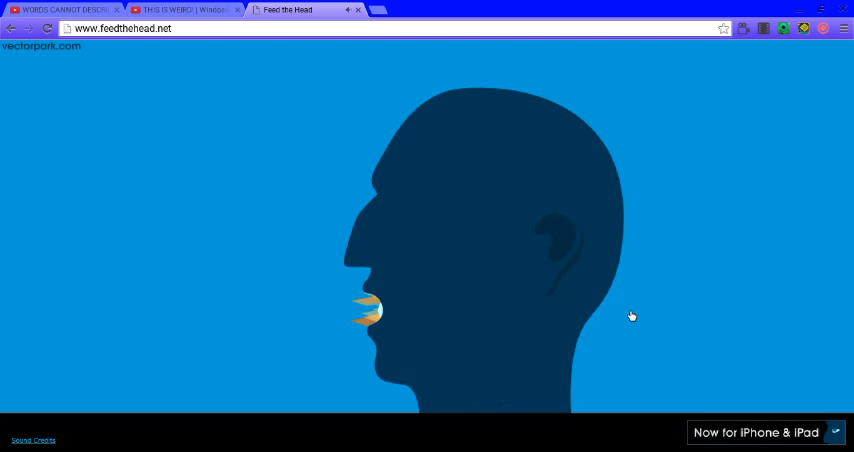 WORDS CANNOT DESCRI
THIS IS WEIRD! | Window
Feed the Head
www.feedthehead.net
vectorpark.com
Now for iPhone & iPad
Sound Credits